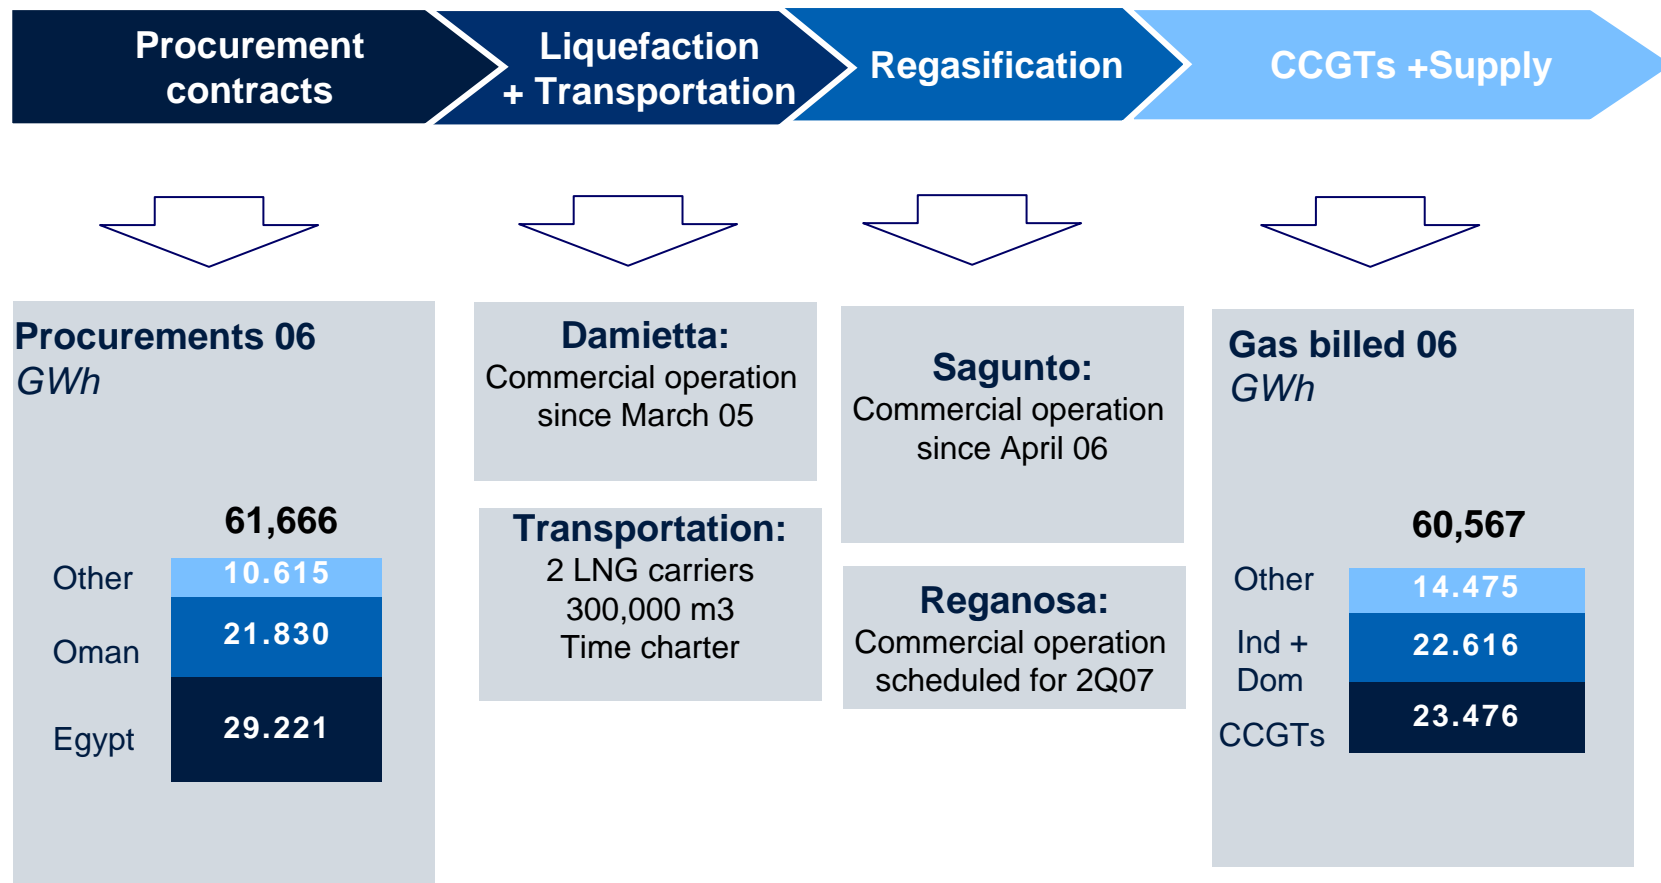 Procurement
contracts
Liquefaction
+ Transportation
Regasification
CCGTs +Supply
Procurements 06
GWh
61,666
Other
10.615
Oman
21.830
Egypt
29.221
Damietta:
Commercial operation
since March 05
Transportation:
2 LNG carriers
300,000 m3
Time charter
Sagunto:
Commercial operation
since April 06
Reganosa:
Commercial operation
scheduled for 2Q07
Gas billed 06
GWh
60,567
Other
14.475
Ind +
Dom
22.616
CCGTs
23.476